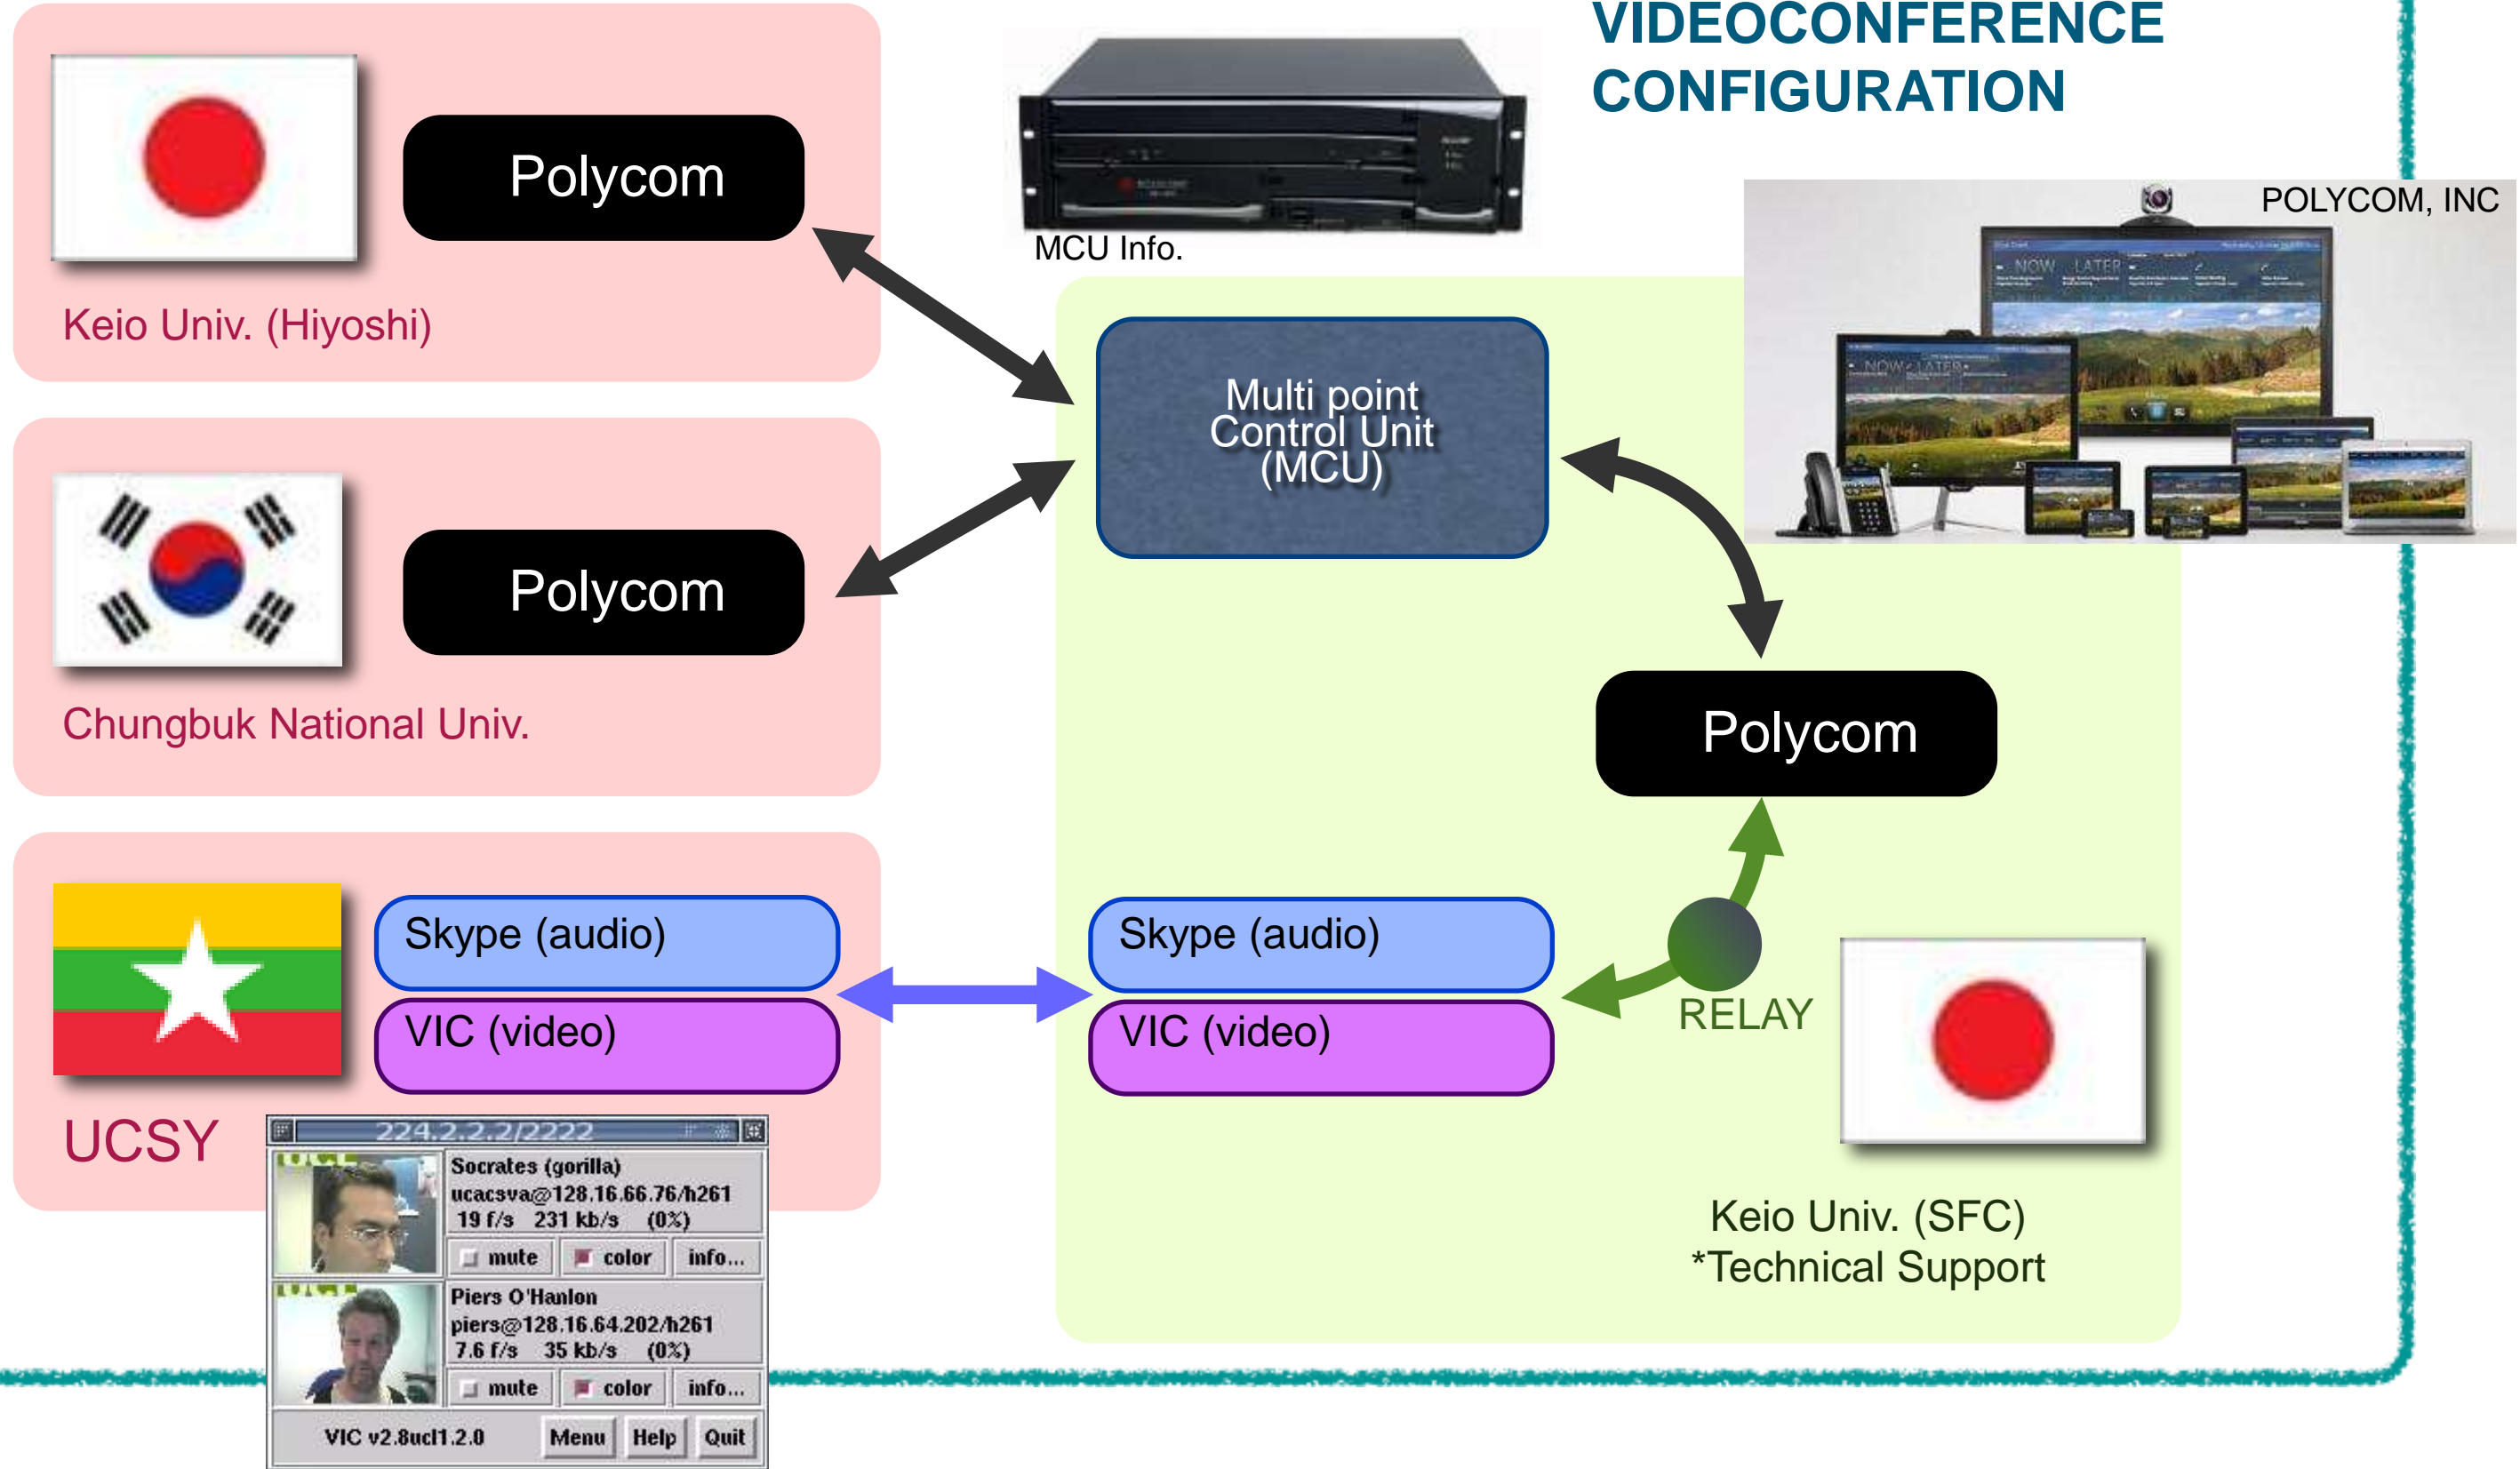 VIDEOCONFERENCE
CONFIGURATION
Polycom
Keio Univ. (Hiyoshi)
MCU Info.
POLYCOM, INC
NOW LATER
NOW LATER
Multi point
Control Unit
(MCU)
Polycom
Chungbuk National Univ.
Polycom
Skype (audio)
VIC (video)
UCSY
Skype (audio)
VIC (video)
RELAY
Keio Univ. (SFC)
*Technical Support
224.2.2.2/2222
Socrates (gorilla)
ucacsva@128.16.66.76/h261
19 f/s 231 kb/s (0%)
mute color info...
Piers O'Hanlon
piers@128.16.64.202/h261
7.6 f/s 35 kb/s (0%)
mute color info...
VIC v2.8ucl1.2.0 Menu Help Quit